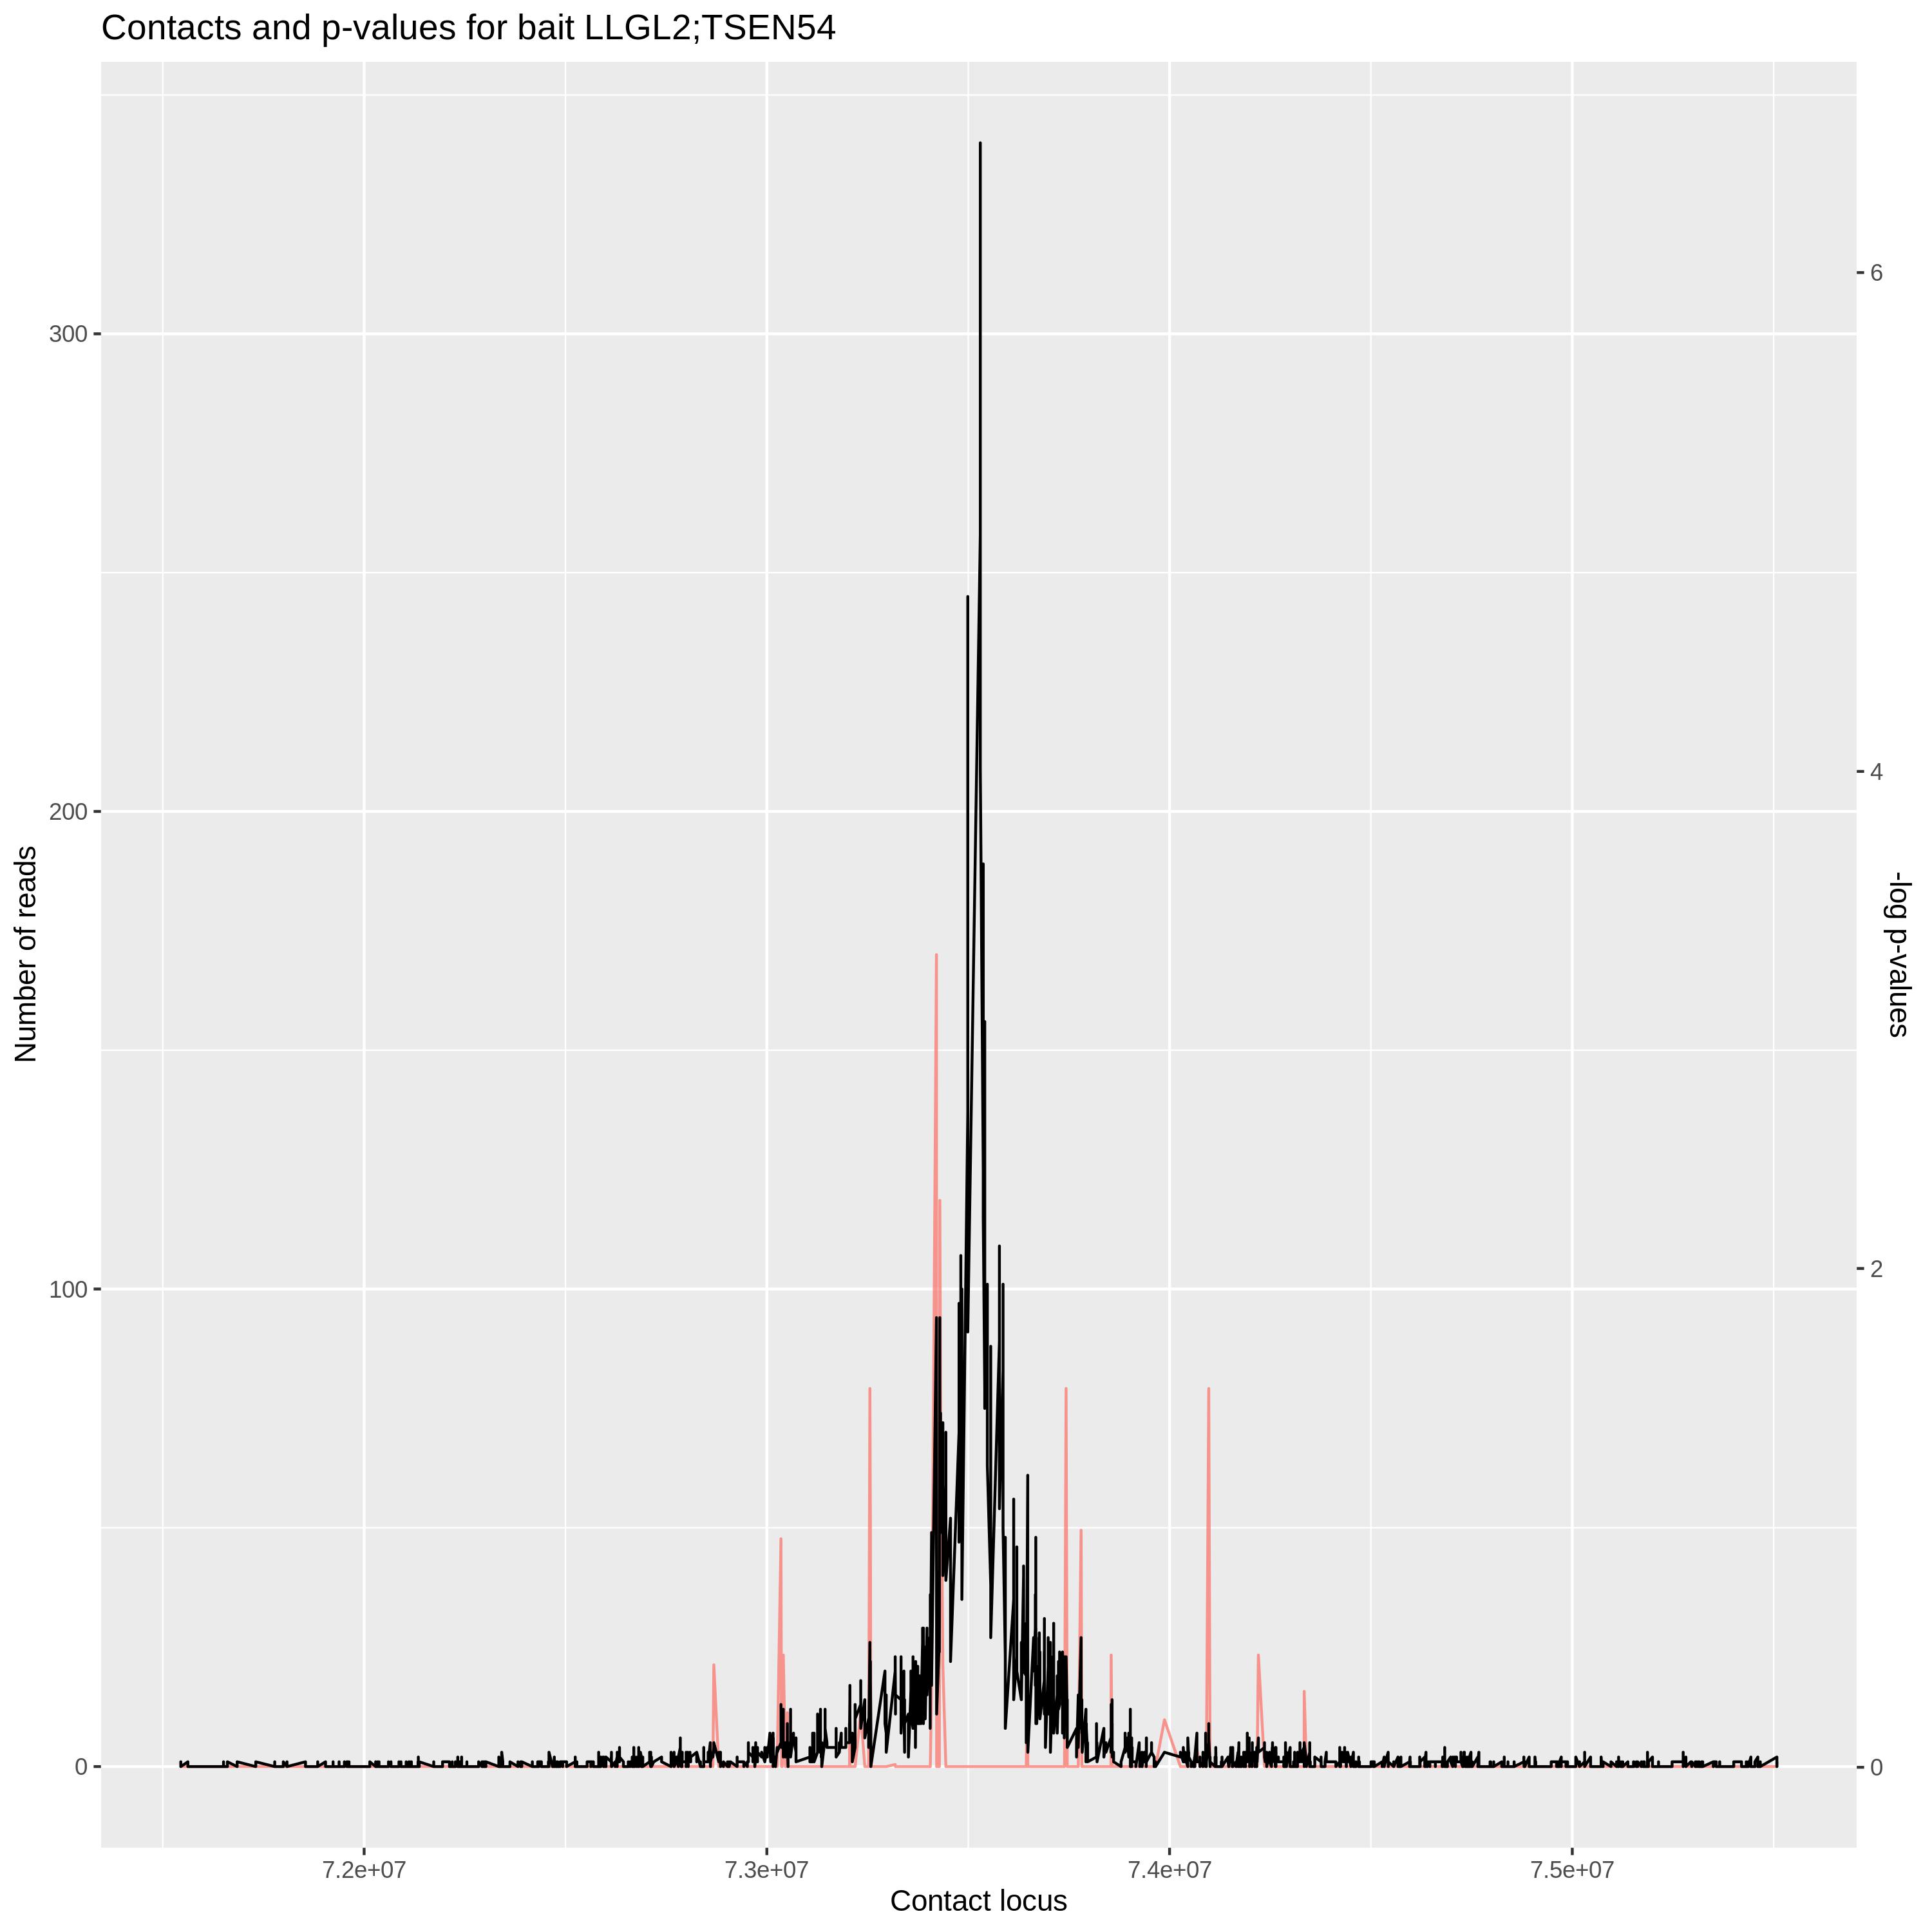 Contacts and p-values for bait LLGL2;TSEN54
300
200
100
0
Number of reads
6
4
2
0
-log p-values
7.2e+07
7.3e+07
7.4e+07
7.5e+07
Contact locus